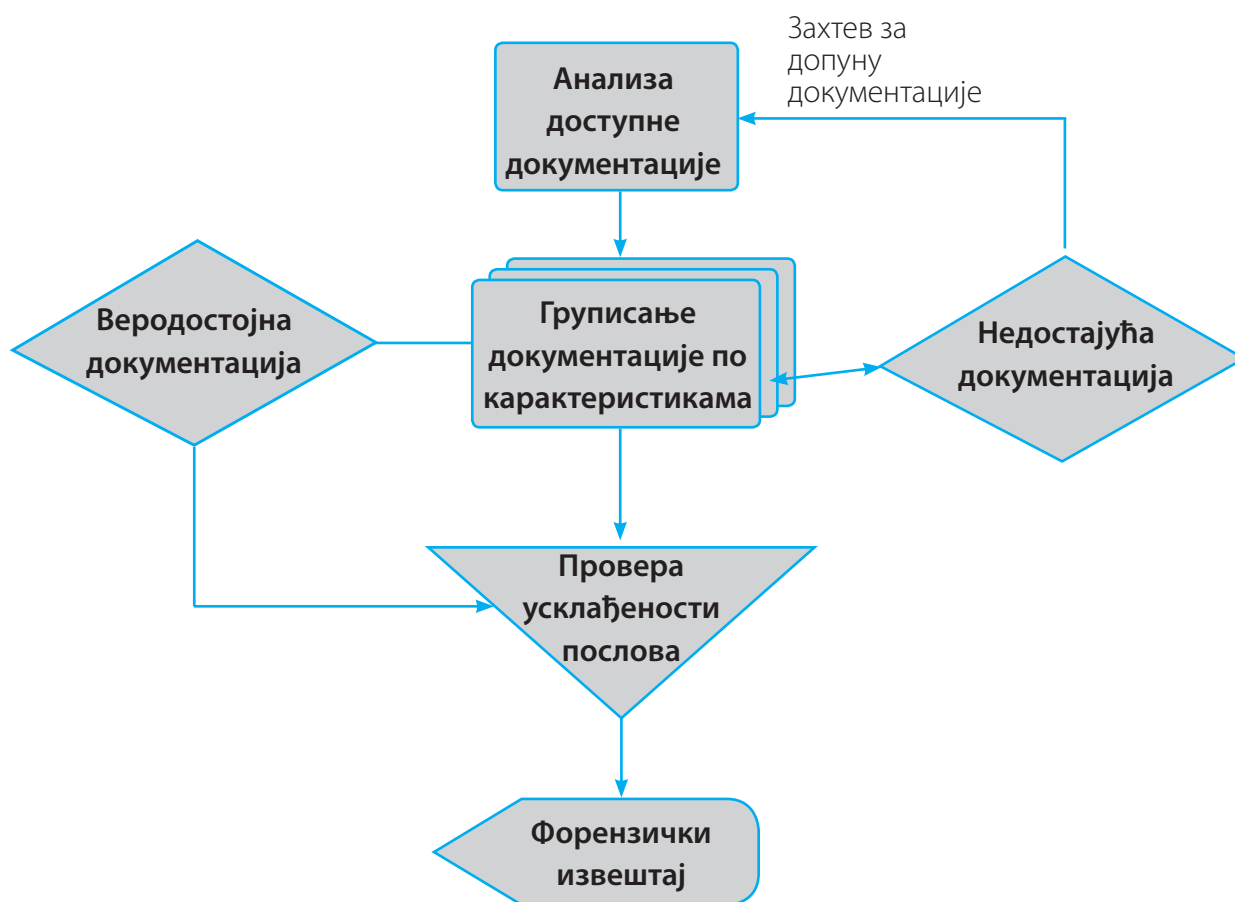 Захтев за
допуну
документације
Анализа
доступне
документације
Веродостојна
документација
Груписање
документације по
карактеристикама
Недостајућа
документација
Провера
усклађености
послова
Форензички
извештај